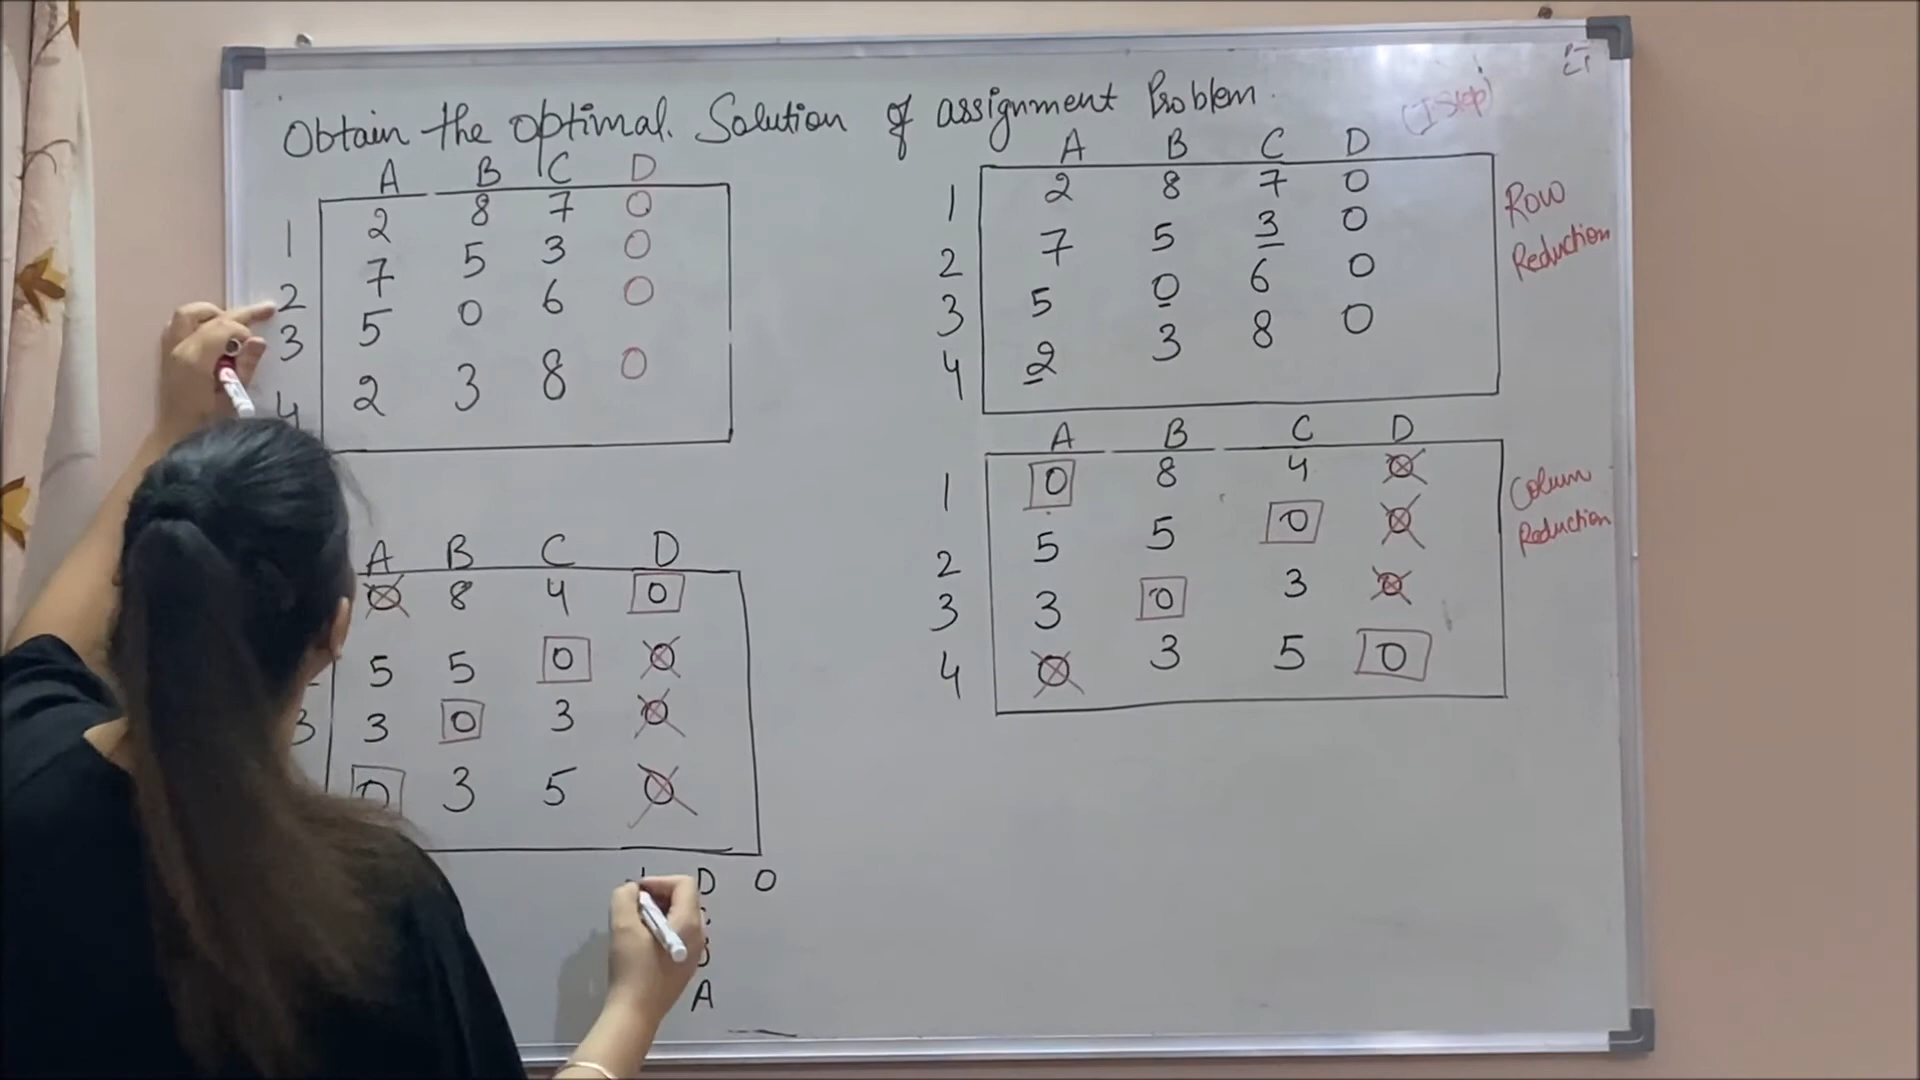 Obtain the optimal. Solution of assignment Problem.
(I Step)
A B C D
1 2 8 7 0
2 7 5 3 0
3 5 0 6 0
4 2 3 8 0
A B C D
1 2 8 7 0
2 7 5 3 0
3 5 0 6 0
4 2 3 8 0
Row
Reduction
A B C D
1 0 8 4 0
2 5 5 0 0
3 3 0 3 0
4 0 3 5 0
Colum
Reduction
A B C D
0 8 4 0
5 5 0 0
3 3 0 3 0
0 3 5 0
D 0
A